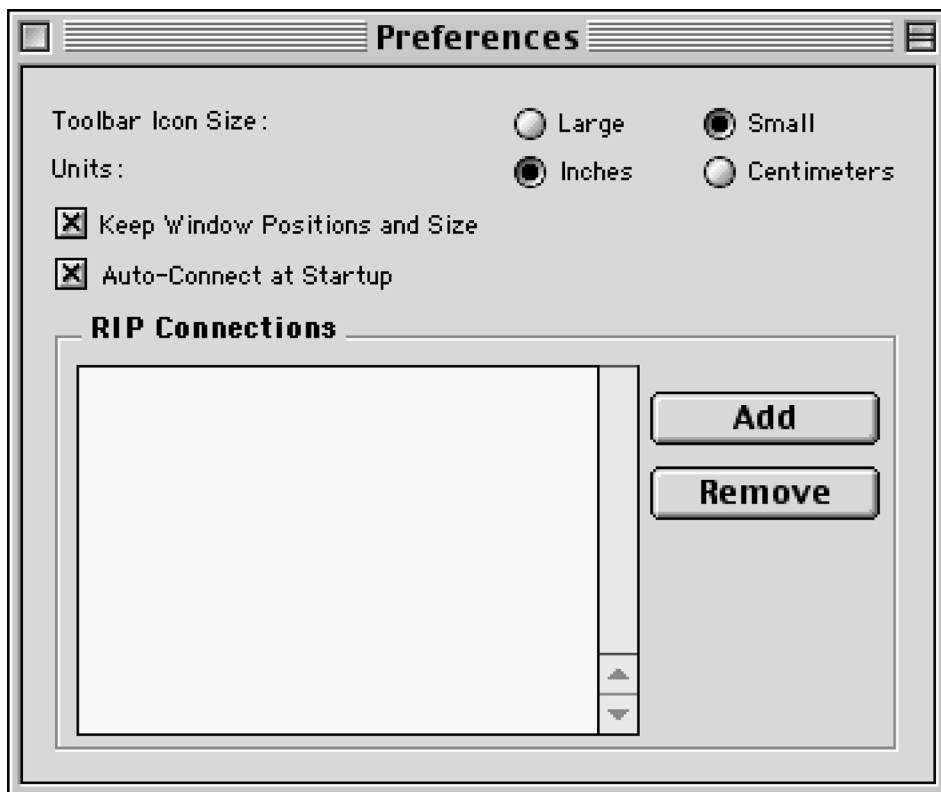 Preferences
Toolbar Icon Size: Large Small
Units: Inches Centimeters
Keep Window Positions and Size
Auto-Connect at Startup
RIP Connections
Add
Remove